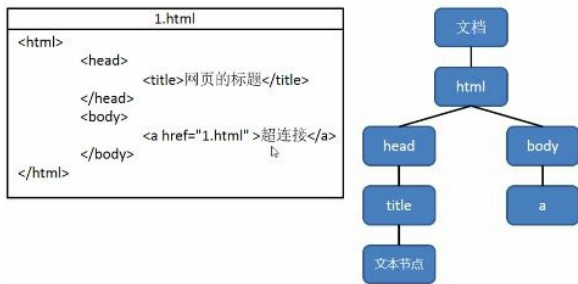 1.html
<html>
<head>
<title>网页的标题</title>
</head>
<body>
<a href="1.html" >超连接</a>
</body>
</html>
文档
html
head
body
title
a
文本节点